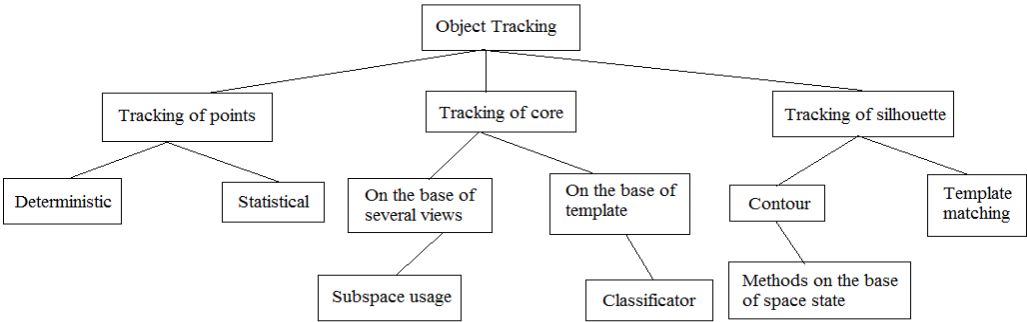 Object Tracking
Tracking of points
Tracking of core
Tracking of silhouette
Deterministic
Statistical
On the base of
several views
On the base of
template
Contour
Template
matching
Subspace usage
Classificator
Methods on the base
of space state